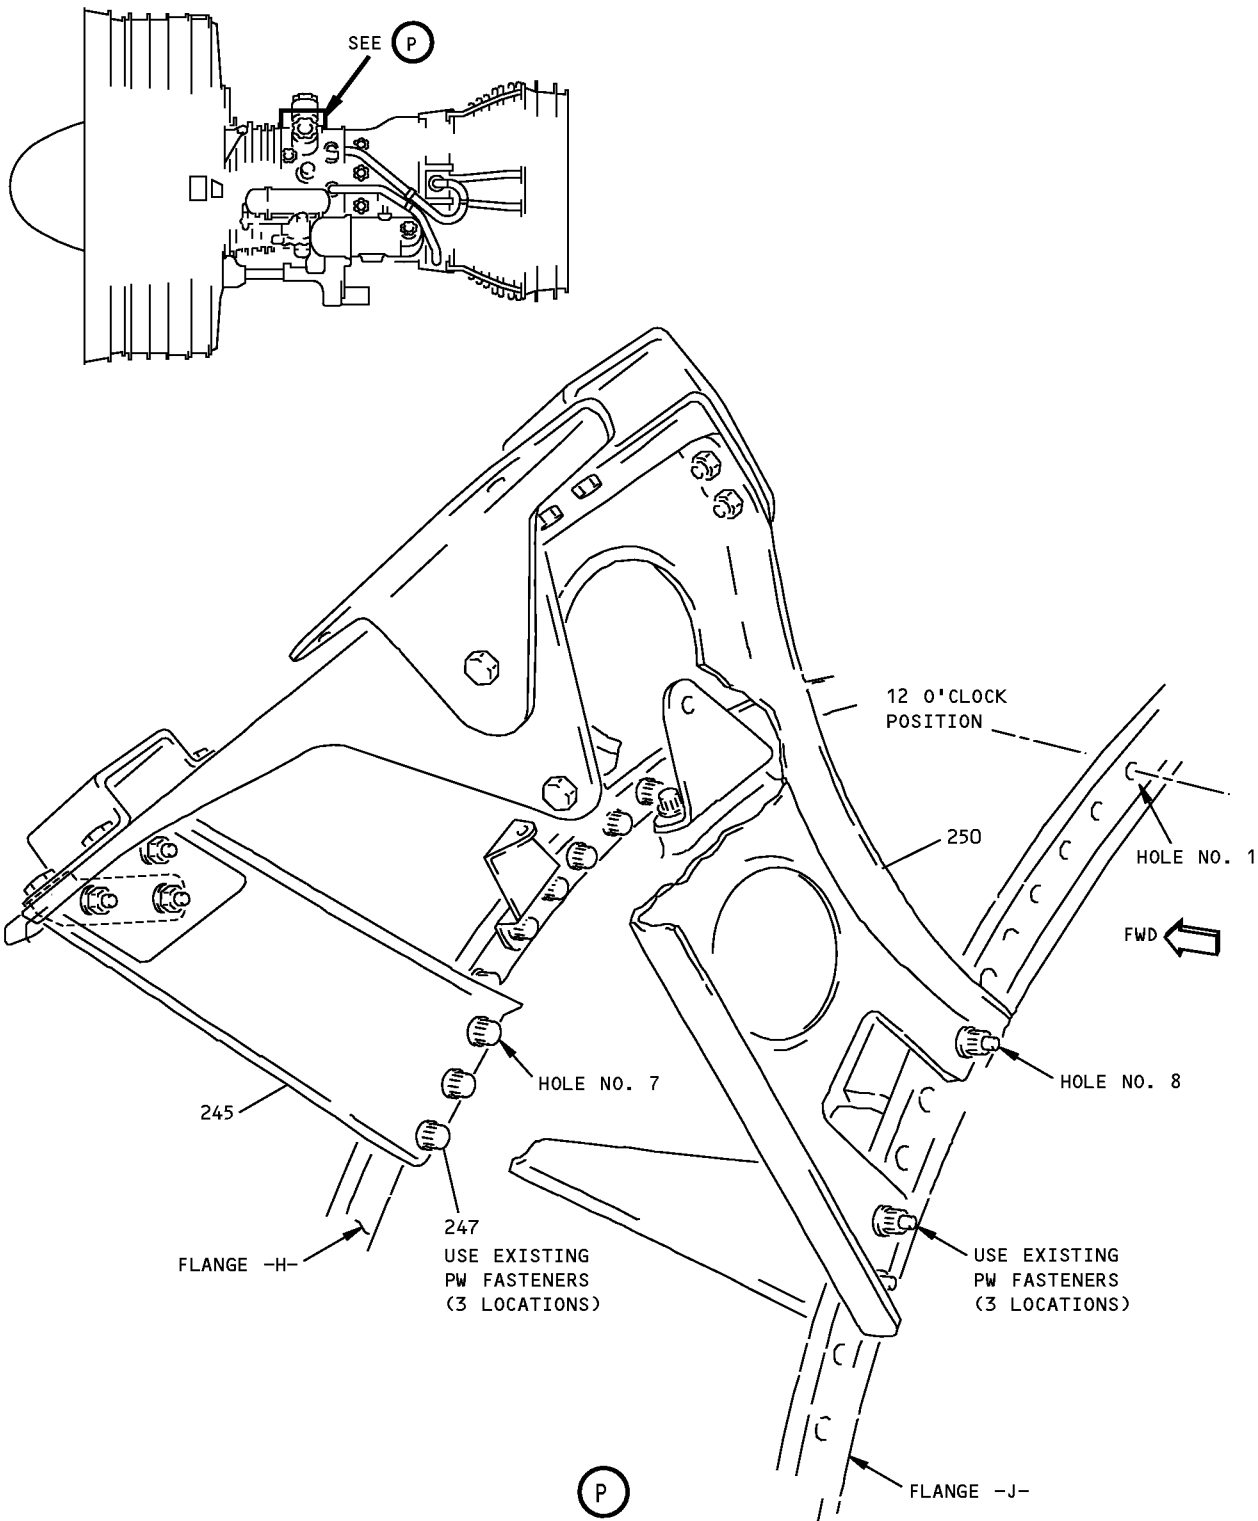 SEE P
12 O'CLOCK
POSITION
250
HOLE NO. 1
FWD
HOLE NO. 7
HOLE NO. 8
245
247
USE EXISTING
PW FASTENERS
(3 LOCATIONS)
FLANGE -H-
USE EXISTING
PW FASTENERS
(3 LOCATIONS)
FLANGE -J-
P